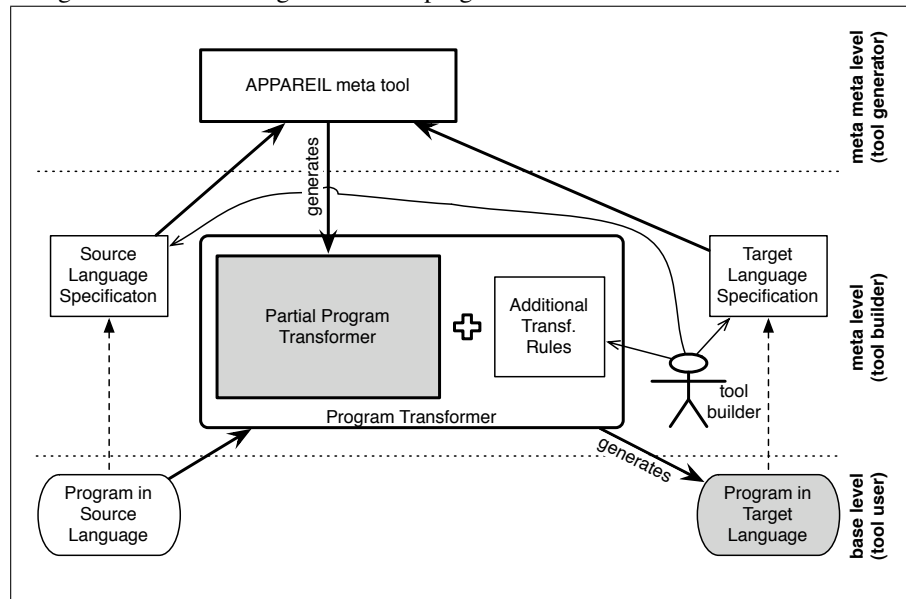 APPAREIL meta tool
meta meta level
(tool generator)
generates
Source
Language
Specificaton
Target
Language
Specification
Partial Program
Transformer
Additional
Transf.
Rules
meta level
(tool builder)
tool
builder
Program Transformer
generates
Program in
Source
Language
Program in
Target
Language
base level
(tool user)